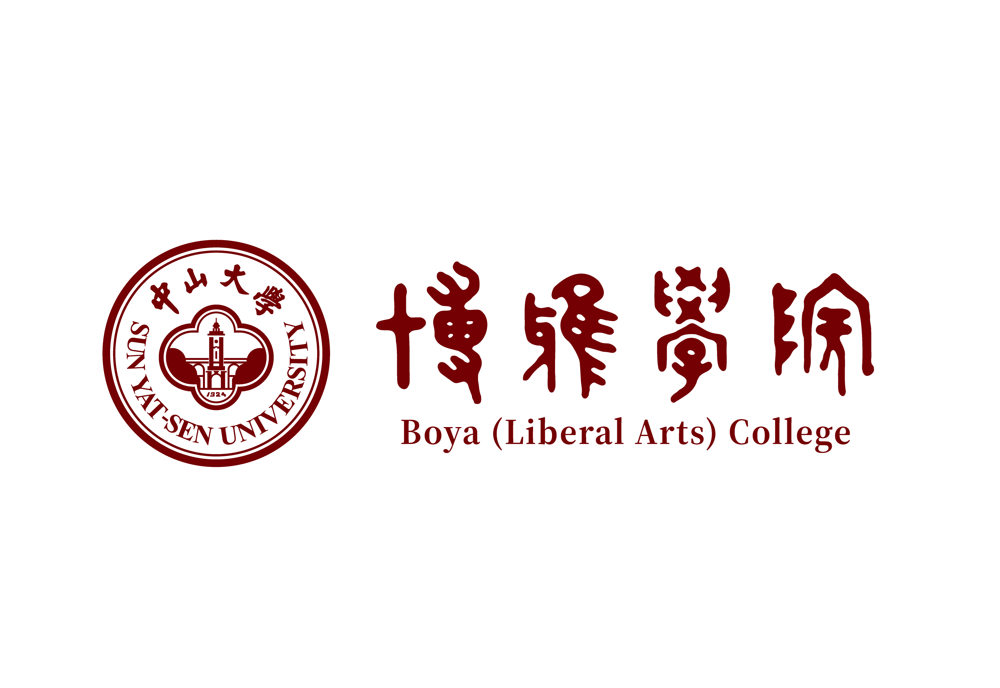 中山大學
SUN YAT-SEN UNIVERSITY
1924
博雅學院
Boya (Liberal Arts) College